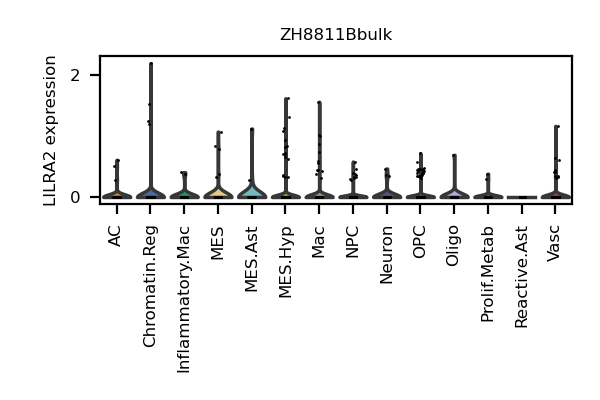 ZH8811Bbulk
LILRA2 expression
2
0
AC
Chromatin.Reg
Inflammatory.Mac
MES
MES.Ast
MES.Hyp
Mac
NPC
Neuron
OPC
Oligo
Prolif.Metab
Reactive.Ast
Vasc